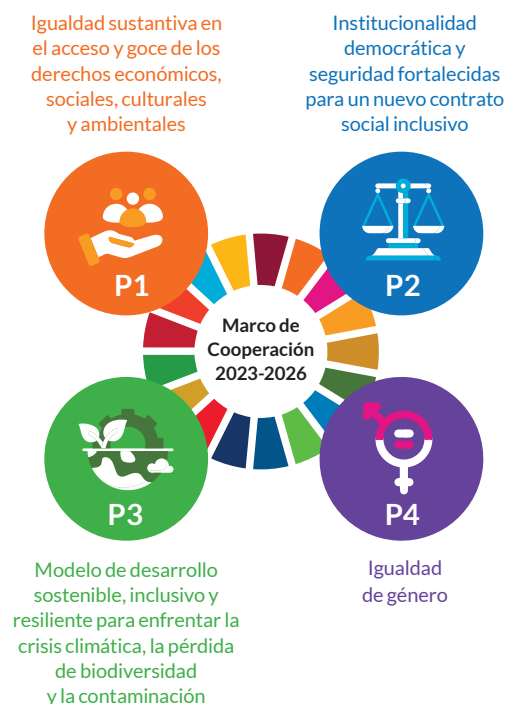 Igualdad sustantiva en
el acceso y goce de los
derechos económicos,
sociales, culturales
y ambientales
Institucionalidad
democrática y
seguridad fortalecidas
para un nuevo contrato
social inclusivo
P1
P2
Marco de
Cooperación
2023-2026
P3
P4
Modelo de desarrollo
sostenible, inclusivo y
resiliente para enfrentar la
crisis climática, la pérdida
de biodiversidad
y la contaminación
Igualdad
de género